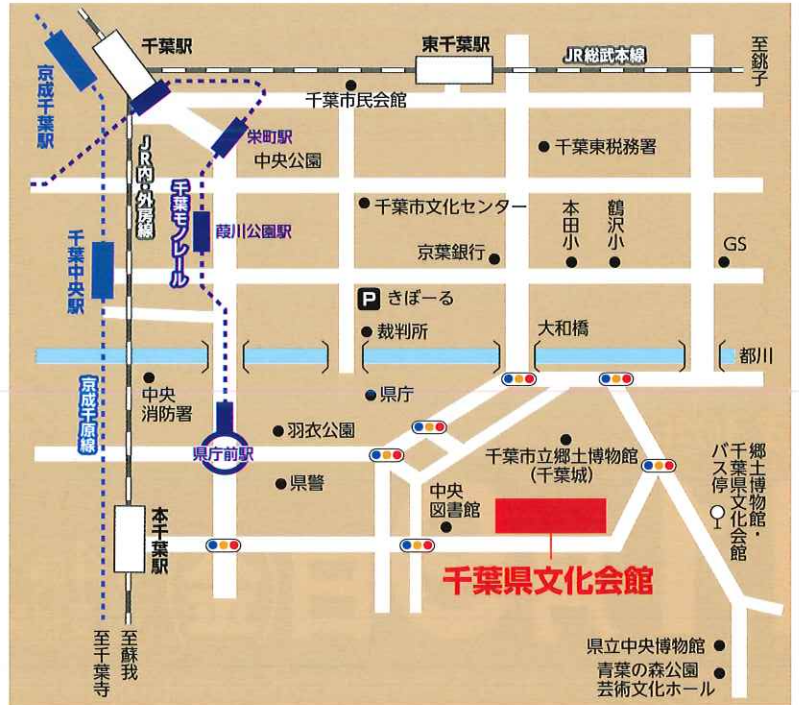 千葉駅
東千葉駅
JR総武本線
至銚子
京成千葉駅
千葉市民会館
栄町駅
中央公園
千葉東税務署
JR内・外房線
千葉モノレール
葭川公園駅
千葉市文化センター
本田小
鶴沢小
京葉銀行
GS
千葉中央駅
P きぼーる
裁判所
大和橋
都川
中央
消防署
県庁
京成千原線
羽衣公園
県庁前駅
千葉市立郷土博物館
(千葉城)
郷土博物館・
千葉県文化会館
バス停
県警
中央
図書館
本千葉駅
千葉県文化会館
至千葉寺
至蘇我
県立中央博物館
青葉の森公園
芸術文化ホール